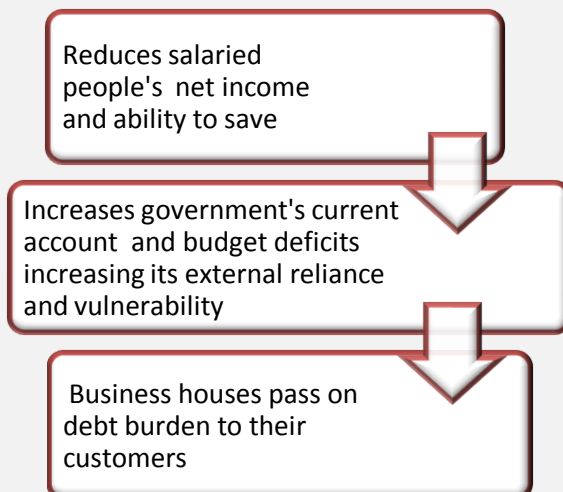 Reduces salaried
people's net income
and ability to save
Increases government's current
account and budget deficits
increasing its external reliance
and vulnerability
Business houses pass on
debt burden to their
customers